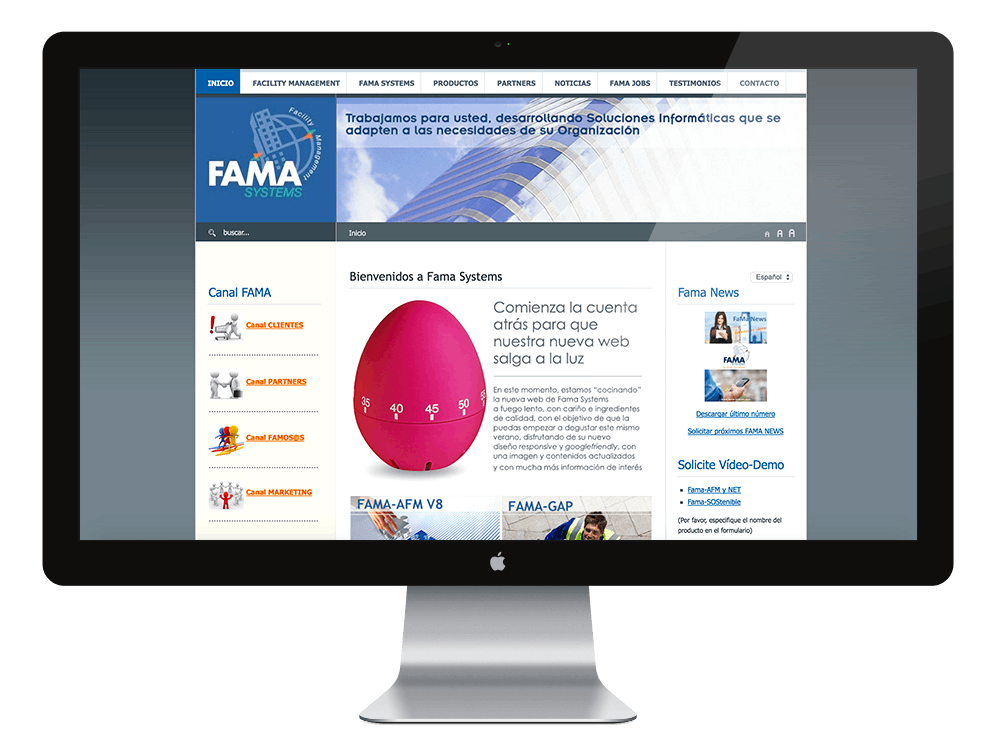 INICIO FACILITY MANAGEMENT FAMA SYSTEMS PRODUCTOS PARTNERS NOTICIAS FAMA JOBS TESTIMONIOS CONTACTO
Facility Management
FAMA
SYSTEMS
Trabajamos para usted, desarrollando Soluciones Informáticas que se
adapten a las necesidades de su Organización
buscar...
Inicio
A A A
Canal FAMA
Canal CLIENTES
Canal PARTNERS
Canal FAMOS@S
Canal MARKETING
Bienvenidos a Fama Systems
35 40 45 50
Comienza la cuenta
atrás para que
nuestra nueva web
salga a la luz
En este momento, estamos "cocinando"
la nueva web de Fama Systems
a fuego lento, con cariño e ingredientes
de calidad, con el objetivo de que la
puedas empezar a degustar este mismo
verano, disfrutando de su nuevo
diseño responsive y googlefriendly, con
una imagen y contenidos actualizados
y con mucha más información de interés
FAMA-AFM V8
FAMA-GAP
Español
Fama News
FaMa News
FAMA
Descargar último número
Solicitar próximos FAMA NEWS
Solicite Vídeo-Demo
Fama-AFM y NET
Fama-SOStenible
(Por favor, especifique el nombre del
producto en el formulario)